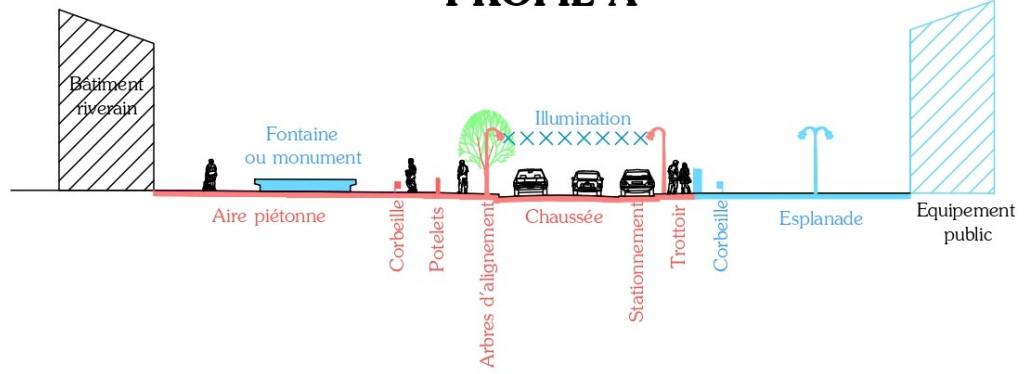 PROFIL A
Bâtiment
riverain
Fontaine
ou monument
Illumination
Aire piétonne
Corbeille
Potelets
Arbres d'alignement
Chaussée
Stationnement
Trottoir
Corbeille
Esplanade
Equipement
public